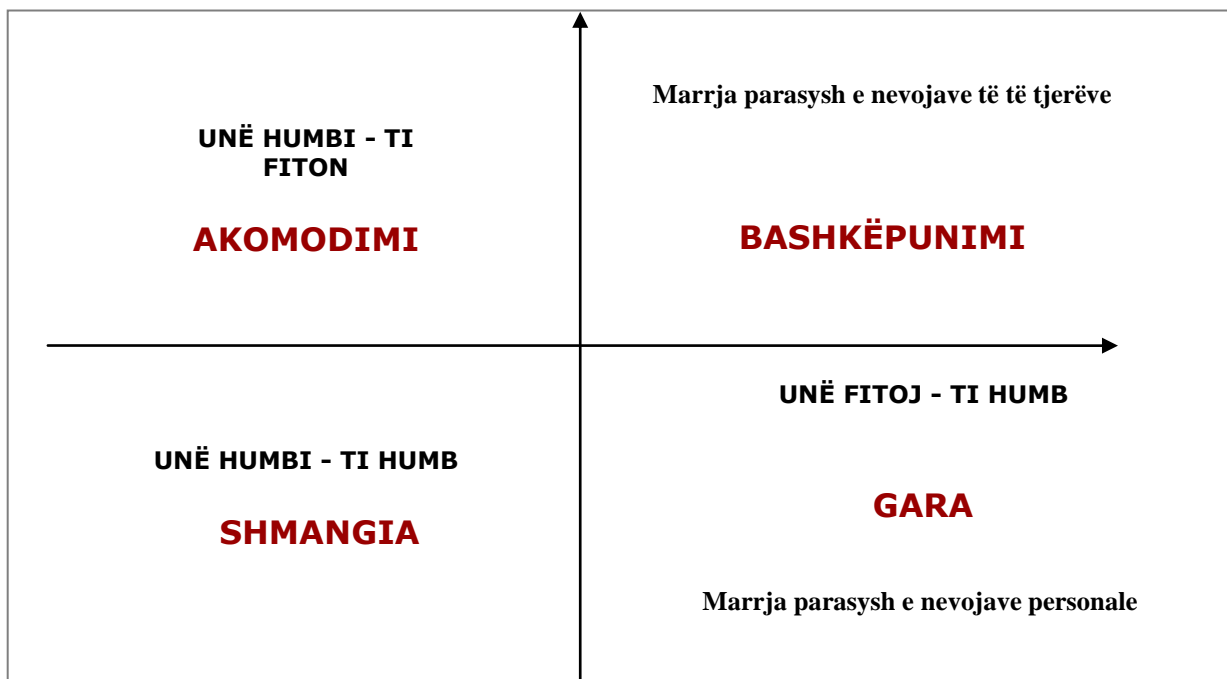 Marrja parasysh e nevojave të të tjerëve
UNË HUMBI - TI
FITON
AKOMODIMI
BASHKËPUNIMI
UNË FITOJ - TI HUMB
UNË HUMBI - TI HUMB
GARA
SHMANGIA
Marrja parasysh e nevojave personale